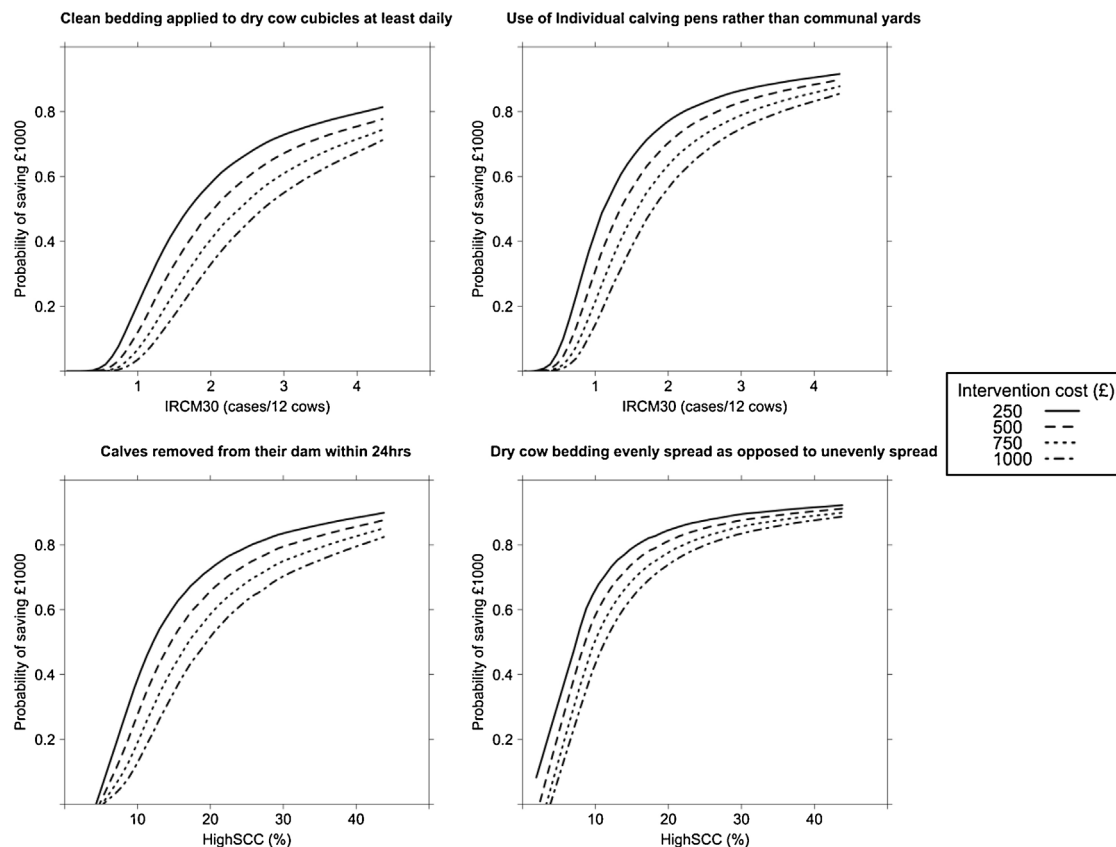 Clean bedding applied to dry cow cubicles at least daily
Use of Individual calving pens rather than communal yards
Probability of saving £1000
0.8
0.6
0.4
0.2
1 2 3 4
IRCM30 (cases/12 cows)
Probability of saving £1000
0.8
0.6
0.4
0.2
1 2 3 4
IRCM30 (cases/12 cows)
Intervention cost (£)
250
500
750
1000
Calves removed from their dam within 24hrs
Dry cow bedding evenly spread as opposed to unevenly spread
Probability of saving £1000
0.8
0.6
0.4
0.2
10 20 30 40
HighSCC (%)
Probability of saving £1000
0.8
0.6
0.4
0.2
10 20 30 40
HighSCC (%)